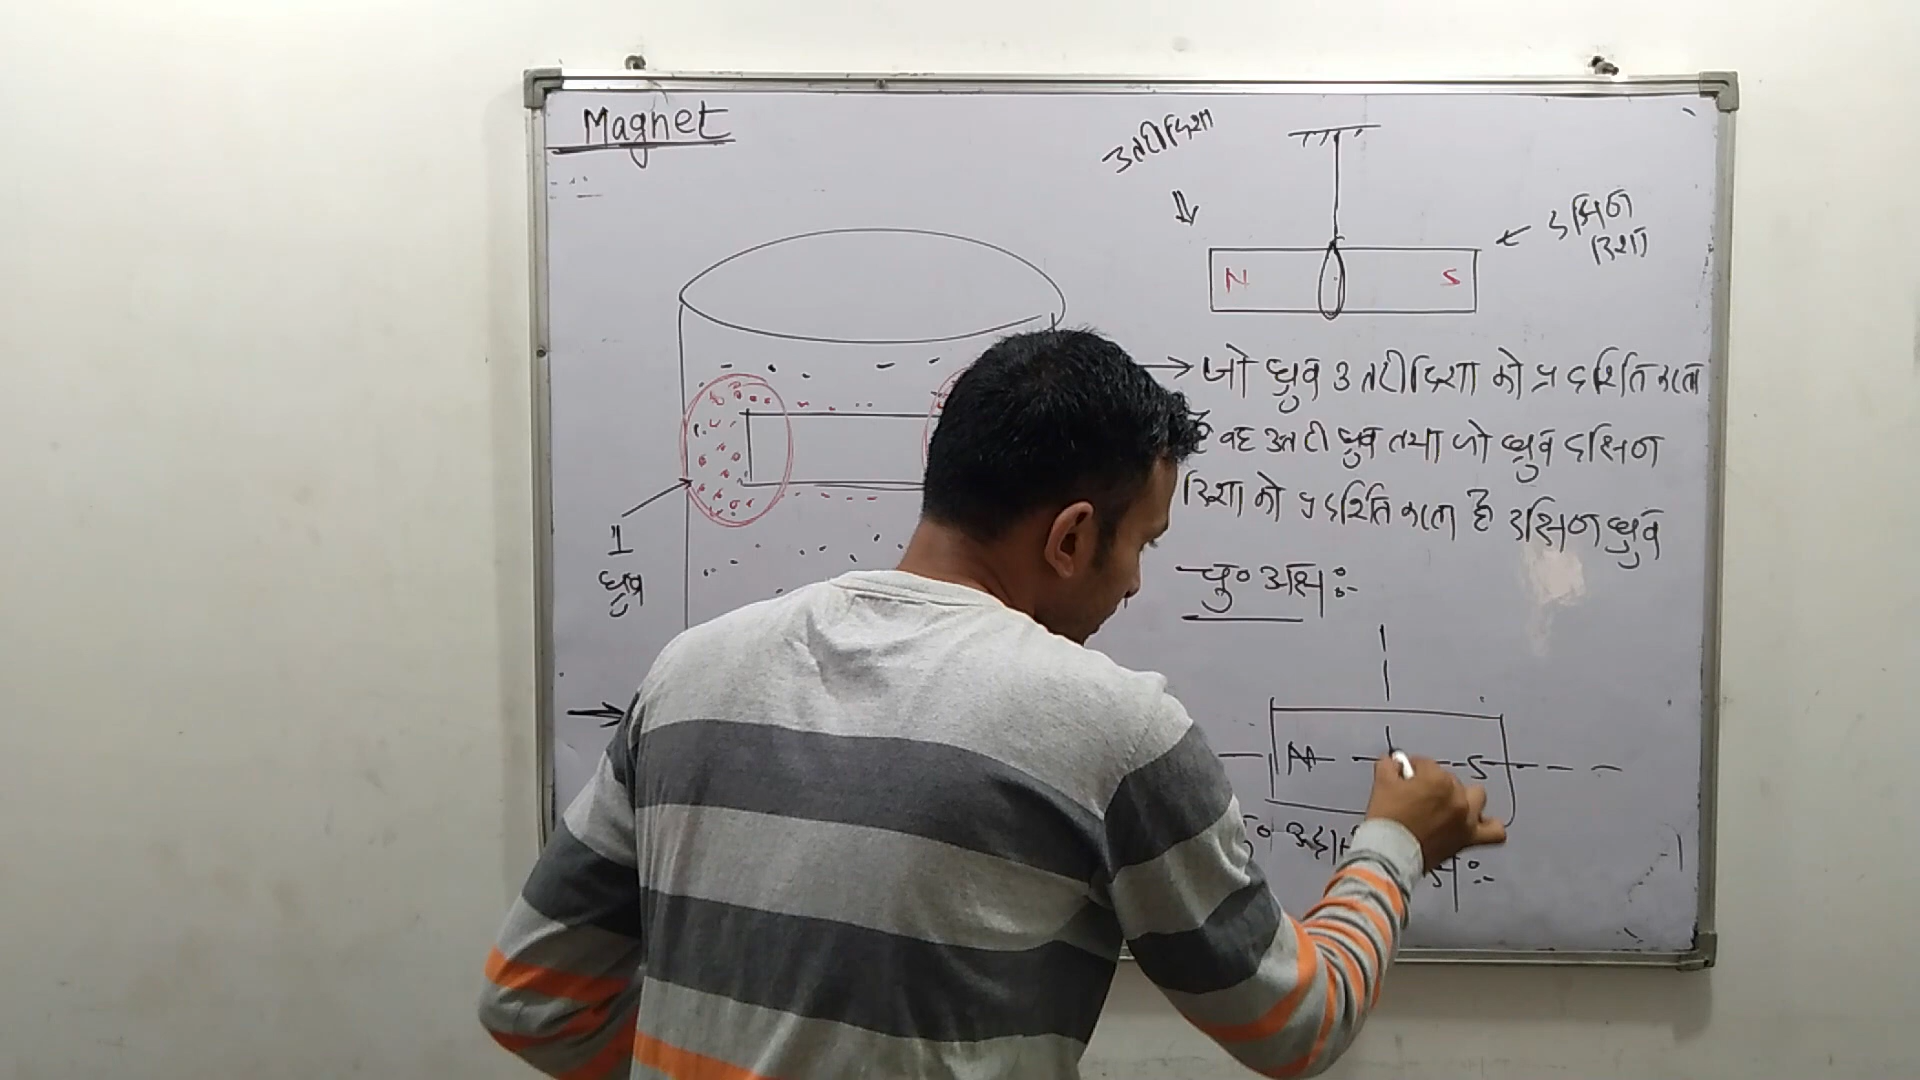 Magnet
उत्तरी दिशा
दक्षिण
दिशा
N S
→ जो ध्रुव उत्तरी दिशा को प्रदर्शित करता
है वह उत्तरी ध्रुव तथा जो ध्रुव दक्षिण
दिशा को प्रदर्शित करता है दक्षिण ध्रुव
1
ध्रुव
चु० अक्ष :-
N S